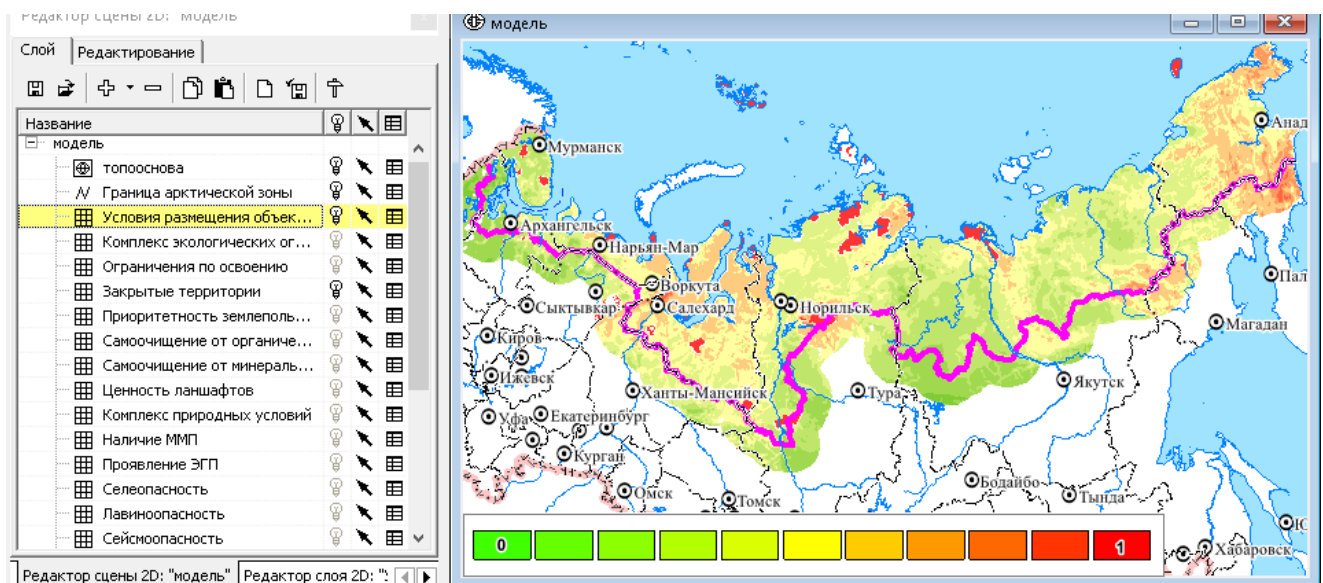 Редактор сцены 2D: "модель"
Слой
Редактирование
Название
модель
топооснова
Граница арктической зоны
Условия размещения объек...
Комплекс экологических ог...
Ограничения по освоению
Закрытые территории
Приоритетность землеполь...
Самоочищение от органиче...
Самоочищение от минераль...
Ценность ланшафтов
Комплекс природных условий
Наличие ММП
Проявление ЭГП
Селеопасность
Лавиноопасность
Сейсмоопасность
Редактор сцены 2D: "модель"
Редактор слоя 2D: "
модель
Мурманск
Анад
Архангельск
Нарьян-Мар
Воркута
Пал
Сыктывкар
Салехард
Норильск
Магадан
Киров
Ижевск
Якутск
Ханты-Мансийск
Тура
Уфа
Екатеринбург
Курган
Бодайбо
Омск
Томск
Тында
Ю
Хабаровск
0
1